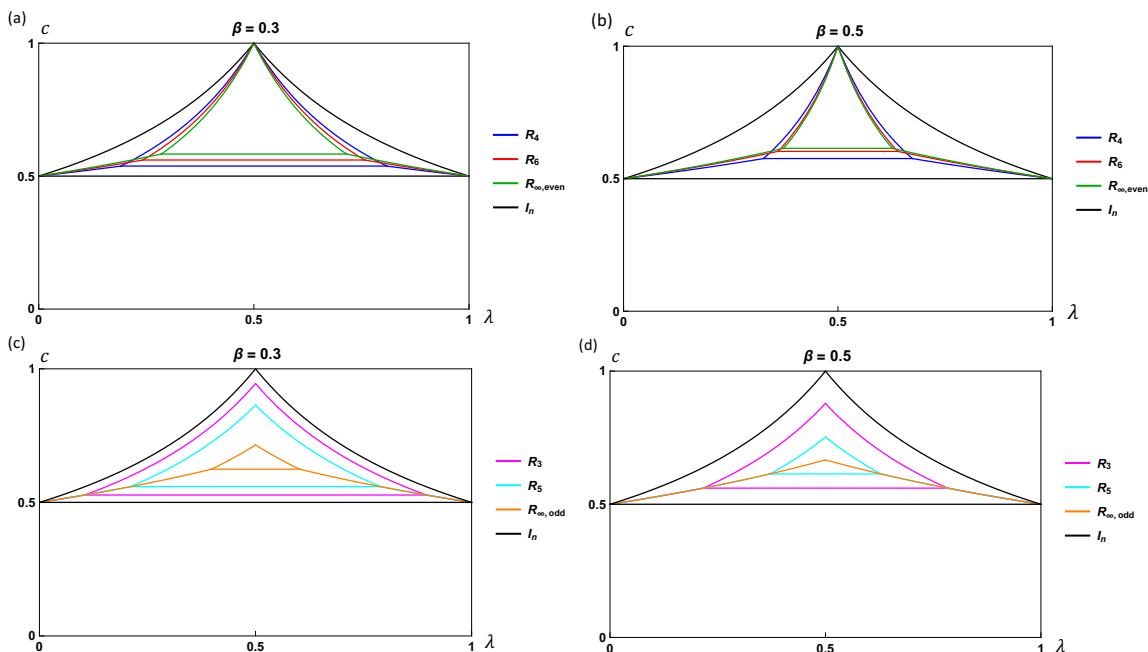 (a)
c
β = 0.3
1
0.5
0
0
0.5
1
λ
R4
R6
R∞,even
In
(b)
c
β = 0.5
1
0.5
0
0
0.5
1
λ
R4
R6
R∞,even
In
(c)
c
β = 0.3
1
0.5
0
0
0.5
1
λ
R3
R5
R∞, odd
In
(d)
c
β = 0.5
1
0.5
0
0
0.5
1
λ
R3
R5
R∞, odd
In